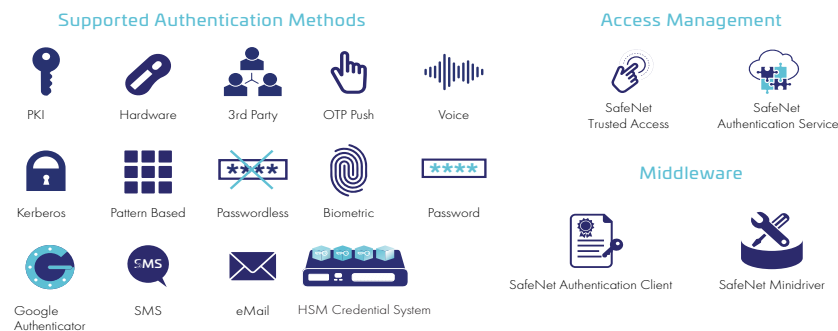 Supported Authentication Methods
PKI
Hardware
3rd Party
OTP Push
Voice
Kerberos
Pattern Based
****
Passwordless
Biometric
****
Password
Google
Authenticator
SMS
SMS
eMail
HSM Credential System
Access Management
SafeNet
Trusted Access
SafeNet
Authentication Service
Middleware
SafeNet Authentication Client
SafeNet Minidriver